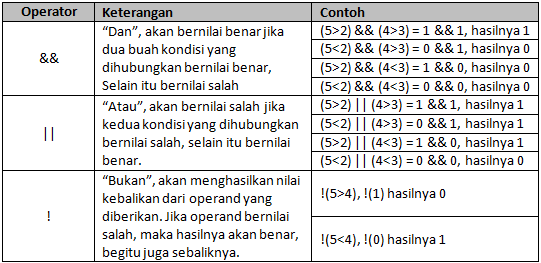 Operator Keterangan Contoh
&& “Dan”, akan bernilai benar jika
dua buah kondisi yang
dihubungkan bernilai benar,
Selain itu bernilai salah
(5>2) && (4>3) = 1 && 1, hasilnya 1
(5<2) && (4>3) = 0 && 1, hasilnya 0
(5>2) && (4<3) = 1 && 0, hasilnya 0
(5<2) && (4<3) = 0 && 0, hasilnya 0
|| “Atau”, akan bernilai salah jika
kedua kondisi yang dihubungkan
bernilai salah, selain itu bernilai
benar.
(5>2) || (4>3) = 1 && 1, hasilnya 1
(5<2) || (4>3) = 0 && 1, hasilnya 1
(5>2) || (4<3) = 1 && 0, hasilnya 1
(5<2) || (4<3) = 0 && 0, hasilnya 0
! “Bukan”, akan menghasilkan nilai
kebalikan dari operand yang
diberikan. Jika operand bernilai
salah, maka hasilnya akan benar,
begitu juga sebaliknya.
!(5>4), !(1) hasilnya 0
!(5<4), !(0) hasilnya 1